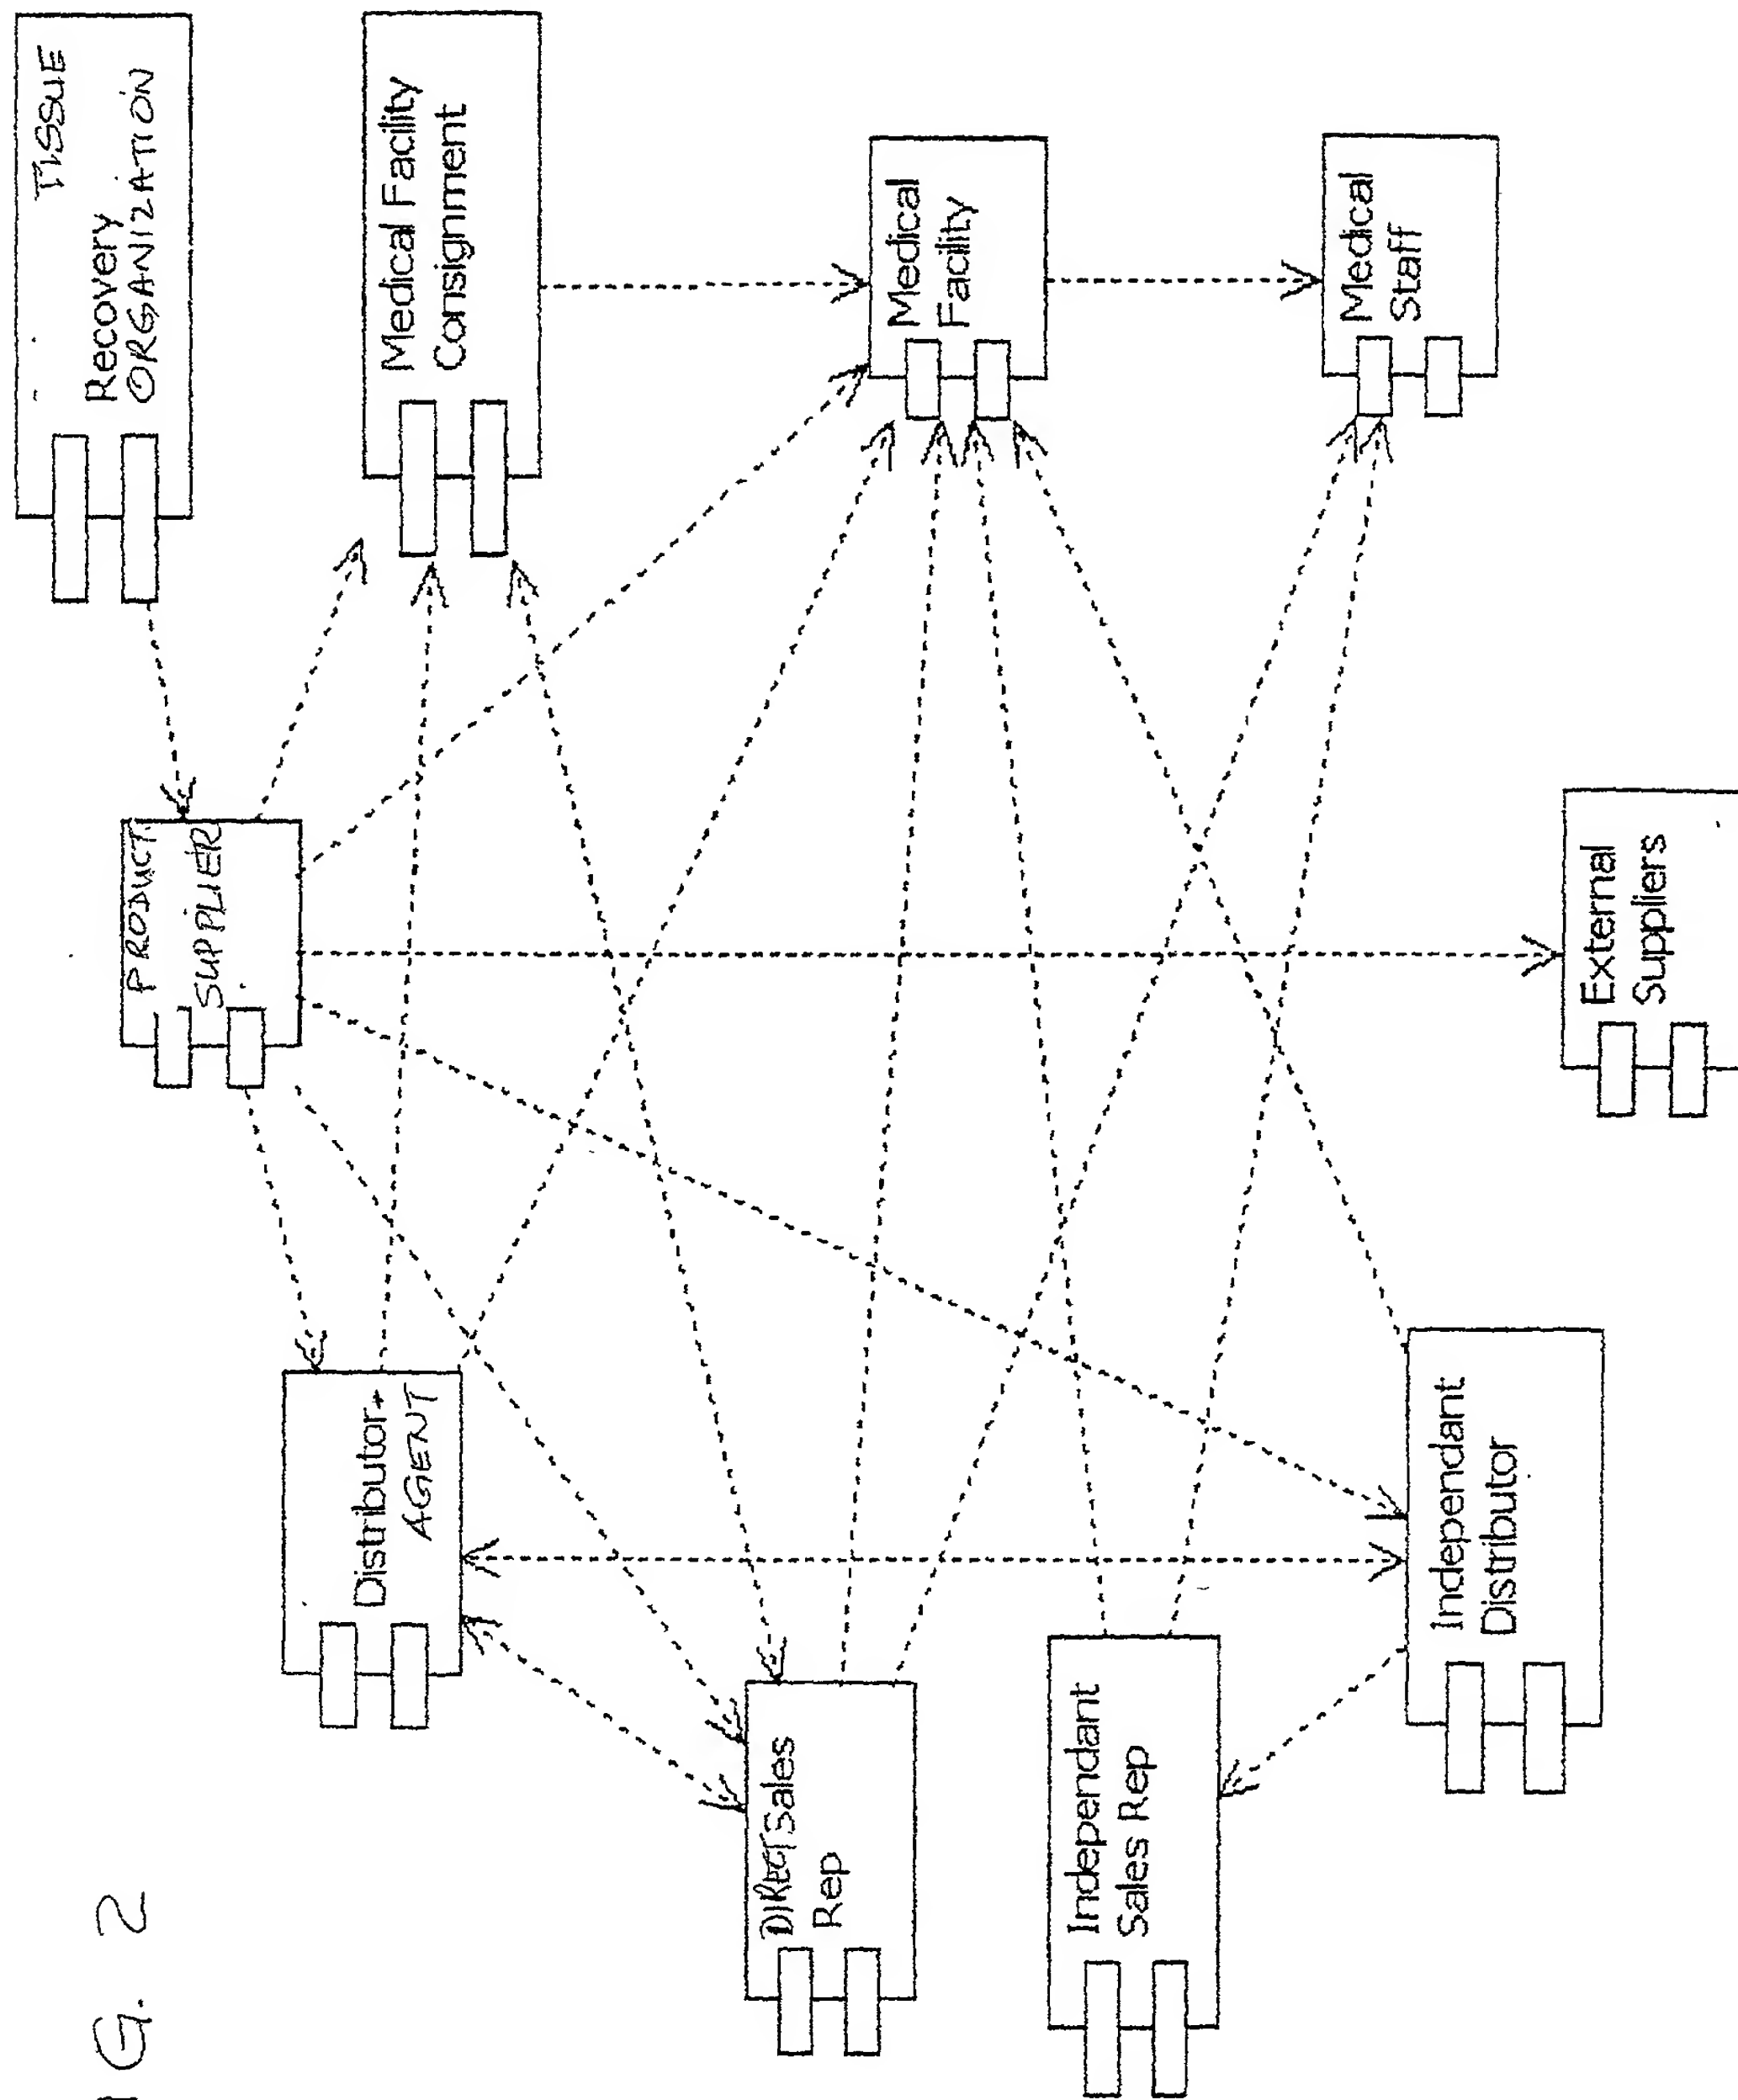 TISSUE
Recovery
ORGANIZATION
PRODUCT
SUPPLIER
Medical Facility
Consignment
Distributor+
AGENT
DIRECT Sales
Rep
Medical
Facility
Independant
Sales Rep
Medical
Staff
Independant
Distributor
External
Suppliers
IG. 2